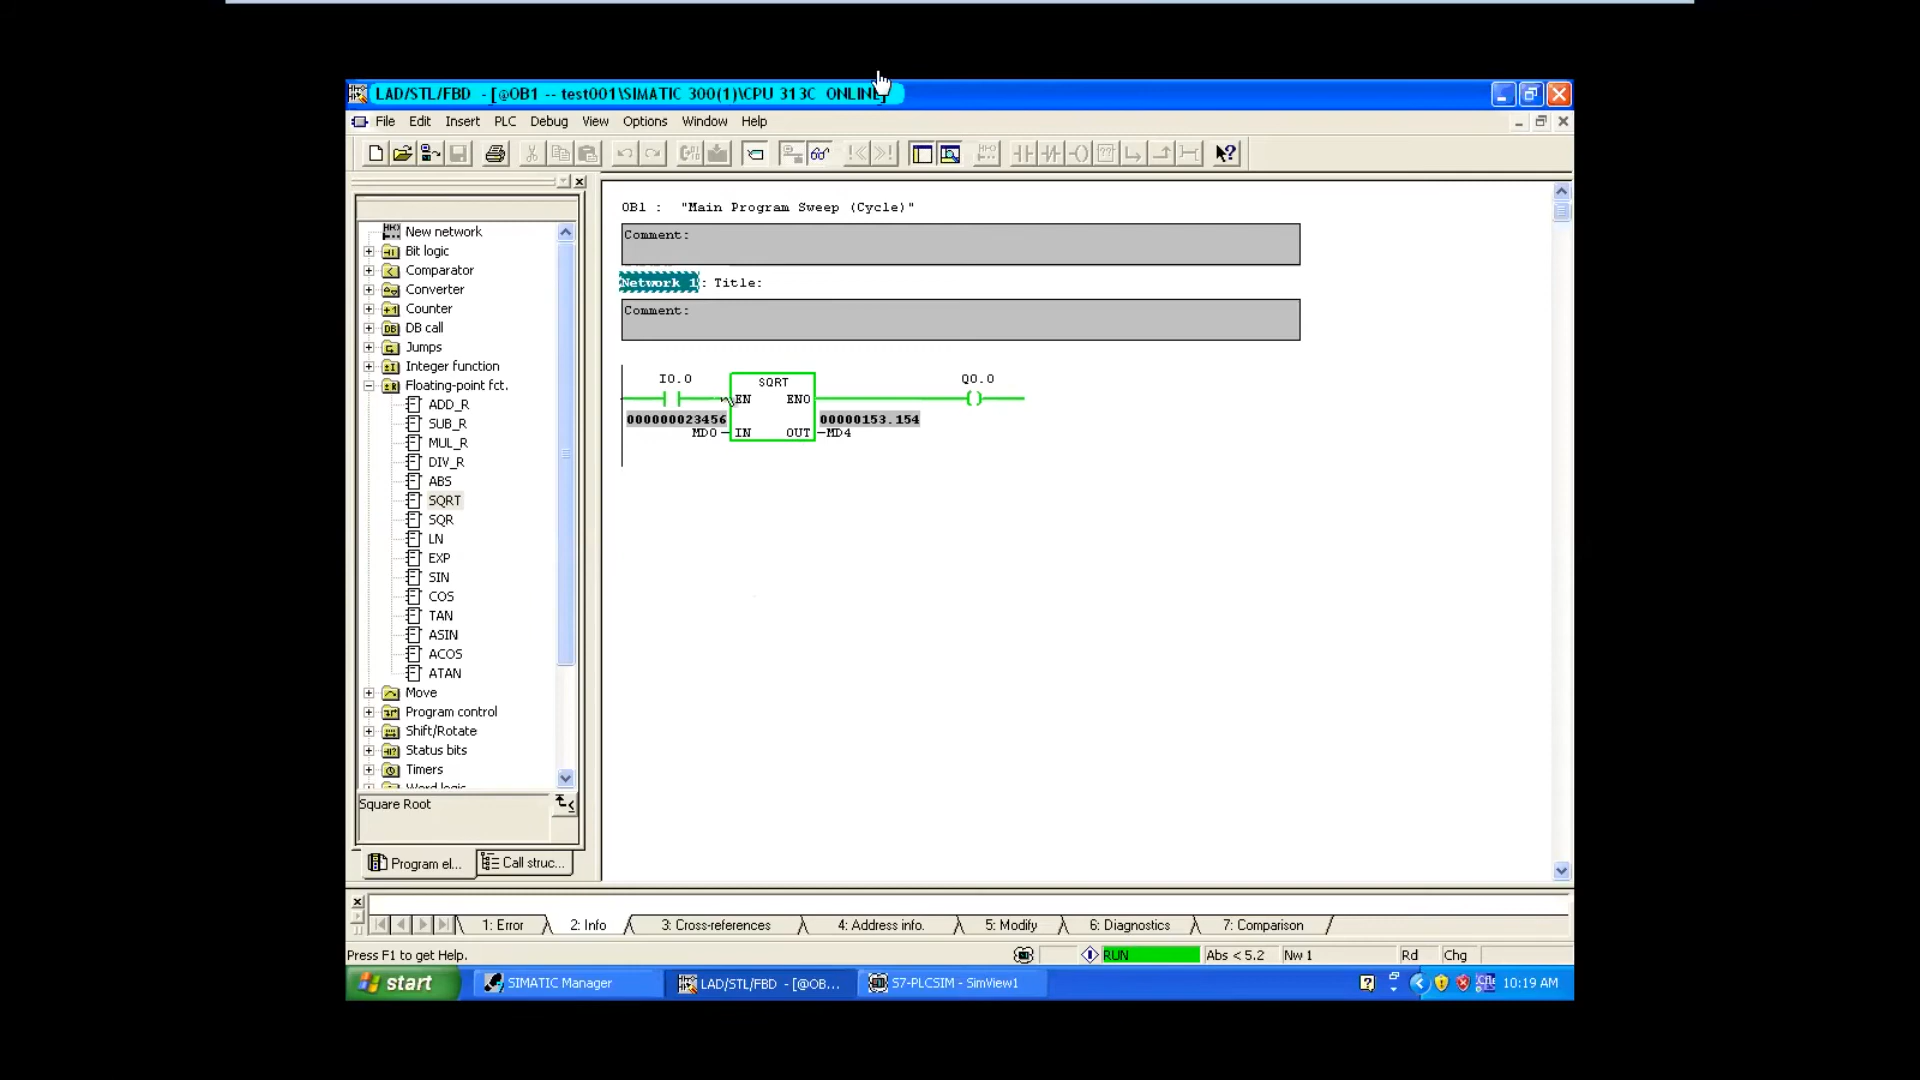 LAD/STL/FBD - [@OB1 -- test001\SIMATIC 300(1)\CPU 313C ONLINE]
File Edit Insert PLC Debug View Options Window Help
New network
Bit logic
Comparator
Converter
Counter
DB call
Jumps
Integer function
Floating-point fct.
ADD_R
SUB_R
MUL_R
DIV_R
ABS
SQRT
SQR
LN
EXP
SIN
COS
TAN
ASIN
ACOS
ATAN
Move
Program control
Shift/Rotate
Status bits
Timers
Word logic
Square Root
Program el...
Call struc...
OB1 : "Main Program Sweep (Cycle)"
Comment:
Network 1: Title:
Comment:
I0.0 SQRT Q0.0
EN ENO
000000023456 00000153.154
MD0 IN OUT MD4
1: Error 2: Info 3: Cross-references 4: Address info. 5: Modify 6: Diagnostics 7: Comparison
Press F1 to get Help. RUN Abs < 5.2 Nw 1 Rd Chg
start SIMATIC Manager LAD/STL/FBD - [@OB... S7-PLCSIM - SimView1 10:19 AM